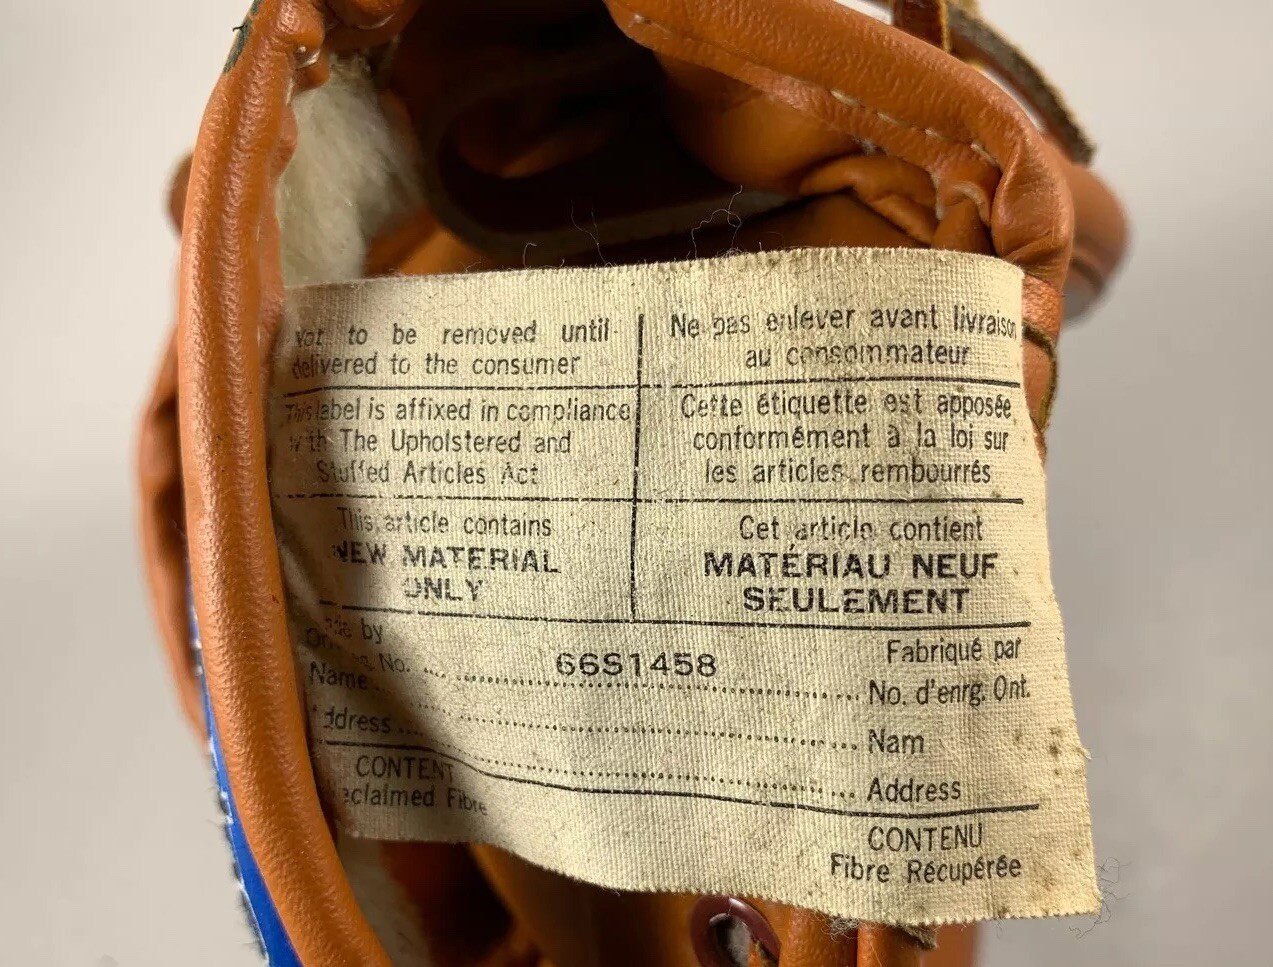 Not to be removed until
delivered to the consumer
Ne pas enlever avant livraison
au consommateur
This label is affixed in compliance
with The Upholstered and
Stuffed Articles Act
Cette étiquette est apposée
conformément à la loi sur
les articles rembourrés
This article contains
NEW MATERIAL
ONLY
Cet article contient
MATÉRIAU NEUF
SEULEMENT
by
No. 66S1458
Name
Address
Fabriqué par
No. d'enrg. Ont.
Nam
Address
CONTENT
Reclaimed Fibre
CONTENU
Fibre Récupérée